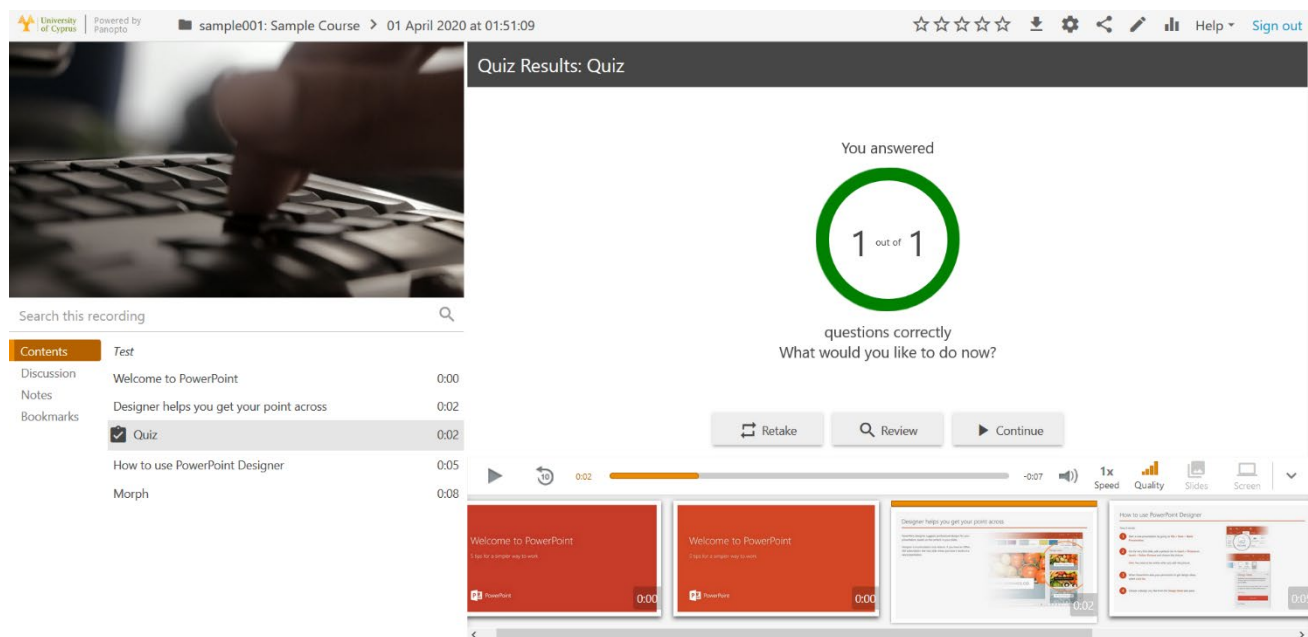 University of Cyprus
Powered by Panopto
sample001: Sample Course > 01 April 2020 at 01:51:09
Help
Sign out
Quiz Results: Quiz
You answered
1 out of 1
questions correctly
What would you like to do now?
Retake
Review
Continue
Search this recording
Contents
Discussion
Notes
Bookmarks
Test
Welcome to PowerPoint 0:00
Designer helps you get your point across 0:02
Quiz 0:02
How to use PowerPoint Designer 0:05
Morph 0:08
10
0:02
-0:07
1x
Speed
Quality
Slides
Screen
Welcome to PowerPoint
5 tips for a simpler way to work
PowerPoint
0:00
Welcome to PowerPoint
5 tips for a simpler way to work
PowerPoint
0:00
Designer helps you get your point across
0:02
How to use PowerPoint Designer
0:05